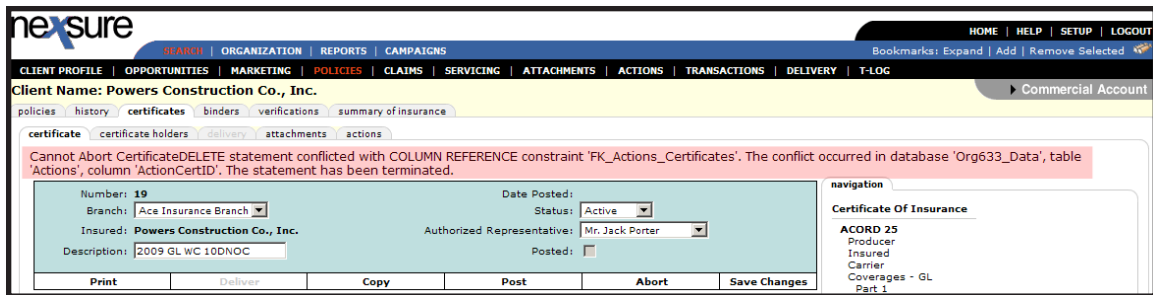 nexsure
HOME | HELP | SETUP | LOGOUT
SEARCH | ORGANIZATION | REPORTS | CAMPAIGNS
Bookmarks: Expand | Add | Remove Selected
CLIENT PROFILE | OPPORTUNITIES | MARKETING | POLICIES | CLAIMS | SERVICING | ATTACHMENTS | ACTIONS | TRANSACTIONS | DELIVERY | T-LOG
Client Name: Powers Construction Co., Inc.
Commercial Account
policies history certificates binders verifications summary of insurance
certificate certificate holders delivery attachments actions
Cannot Abort CertificateDELETE statement conflicted with COLUMN REFERENCE constraint 'FK_Actions_Certificates'. The conflict occurred in database 'Org633_Data', table
'Actions', column 'ActionCertID'. The statement has been terminated.
navigation
Number: 19 Date Posted:
Branch: Ace Insurance Branch Status: Active
Insured: Powers Construction Co., Inc. Authorized Representative: Mr. Jack Porter
Description: 2009 GL WC 10DNOC Posted:
Print Deliver Copy Post Abort Save Changes
Certificate Of Insurance
ACORD 25
Producer
Insured
Carrier
Coverages - GL
Part 1